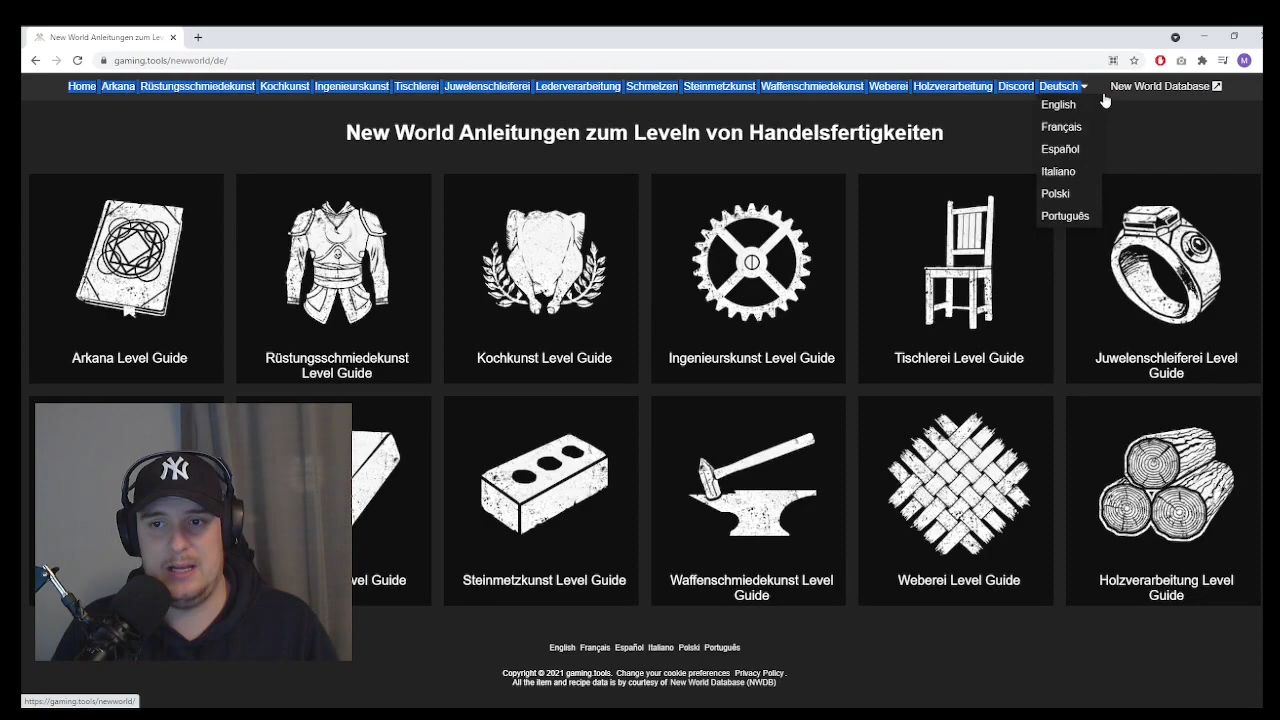 New World Anleitungen zum Lev
gaming.tools/newworld/de/
M
Home Arkana Rüstungsschmiedekunst Kochkunst Ingenieurskunst Tischlerei Juwelenschleiferei Lederverarbeitung Schmelzen Steinmetzkunst Waffenschmiedekunst Weberei Holzverarbeitung Discord Deutsch New World Database
English
Français
Español
Italiano
Polski
Português
New World Anleitungen zum Leveln von Handelsfertigkeiten
Arkana Level Guide
Rüstungsschmiedekunst
Level Guide
Kochkunst Level Guide
Ingenieurskunst Level Guide
Tischlerei Level Guide
Juwelenschleiferei Level
Guide
vel Guide
Steinmetzkunst Level Guide
Waffenschmiedekunst Level
Guide
Weberei Level Guide
Holzverarbeitung Level
Guide
NY
English Français Español Italiano Polski Português
Copyright © 2021 gaming.tools. Change your cookie preferences Privacy Policy.
All the item and recipe data is by courtesy of New World Database (NWDB)
https://gaming.tools/newworld/